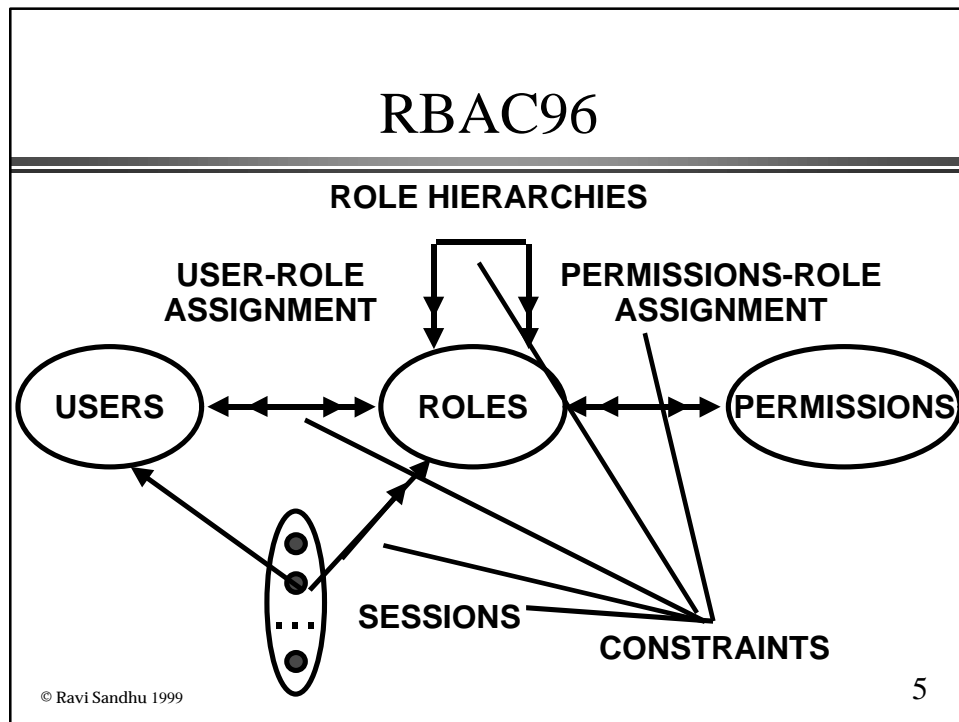 RBAC96
ROLE HIERARCHIES
USER-ROLE
ASSIGNMENT
PERMISSIONS-ROLE
ASSIGNMENT
USERS
ROLES
PERMISSIONS
...
SESSIONS
CONSTRAINTS
© Ravi Sandhu 1999
5